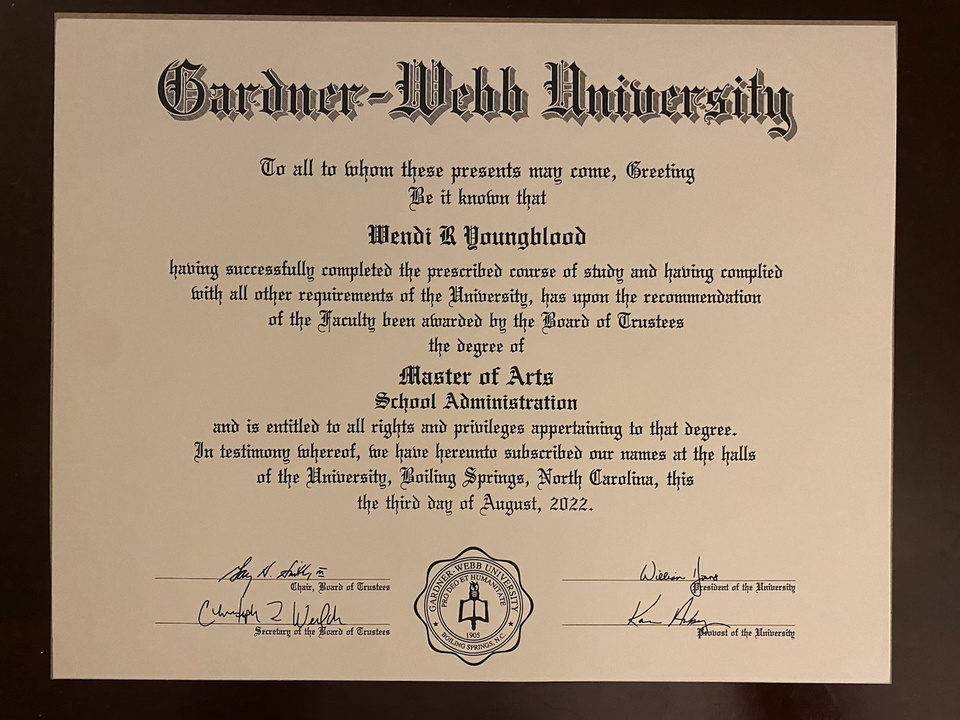 Gardner-Webb University
To all to whom these presents may come, Greeting
Be it known that
Wendi R Youngblood
having successfully completed the prescribed course of study and having complied
with all other requirements of the University, has upon the recommendation
of the Faculty been awarded by the Board of Trustees
the degree of
Master of Arts
School Administration
and is entitled to all rights and privileges appertaining to that degree.
In testimony whereof, we have hereunto subscribed our names at the halls
of the University, Boiling Springs, North Carolina, this
the third day of August, 2022.
Chair, Board of Trustees
Secretary of the Board of Trustees
GARDNER-WEBB UNIVERSITY
PRO DEO ET HUMANITATE
1905
BOILING SPRINGS, N.C.
William
President of the University
Provost of the University